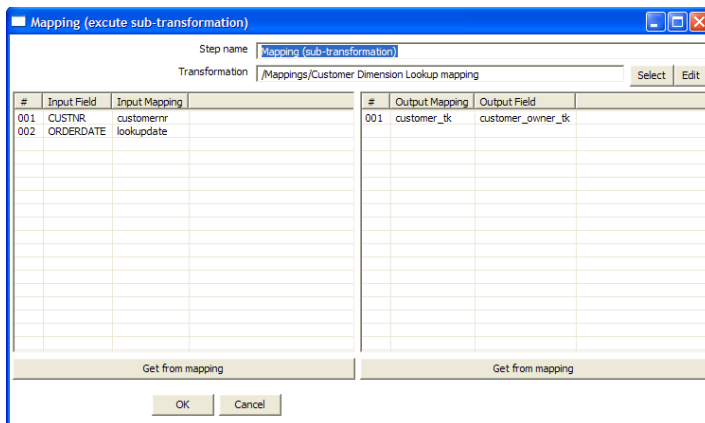 Mapping (excute sub-transformation)
Step name Mapping (sub-transformation)
Transformation /Mappings/Customer Dimension Lookup mapping Select Edit
# Input Field Input Mapping # Output Mapping Output Field
001 CUSTNR customernr 001 customer_tk customer_owner_tk
002 ORDERDATE lookupdate
Get from mapping Get from mapping
OK Cancel